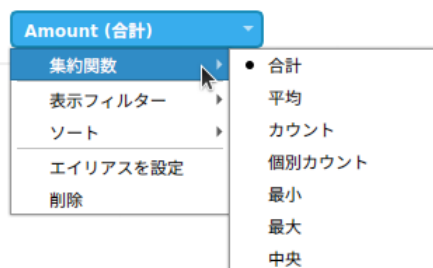 Amount (合計)
集約関数
表示フィルター
ソート
エイリアスを設定
削除
合計
平均
カウント
個別カウント
最小
最大
中央